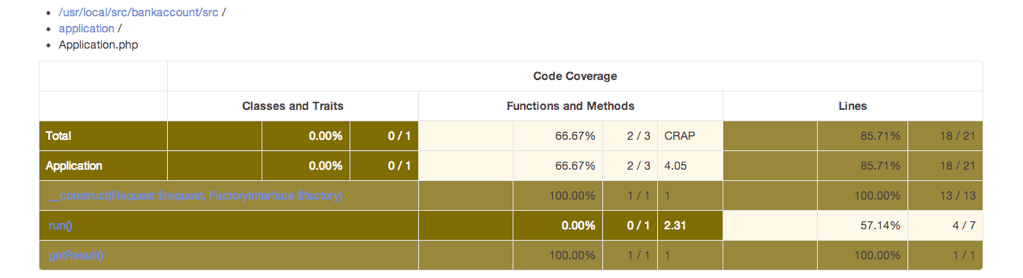 /usr/local/src/bankaccount/src /
application /
Application.php
Code Coverage
Classes and Traits Functions and Methods Lines
Total 0.00% 0 / 1 66.67% 2 / 3 CRAP 85.71% 18 / 21
Application 0.00% 0 / 1 66.67% 2 / 3 4.05 85.71% 18 / 21
__construct(Request $request, FactoryInterface $factory) 100.00% 1 / 1 1 100.00% 13 / 13
run() 0.00% 0 / 1 2.31 57.14% 4 / 7
getResult() 100.00% 1 / 1 1 100.00% 1 / 1